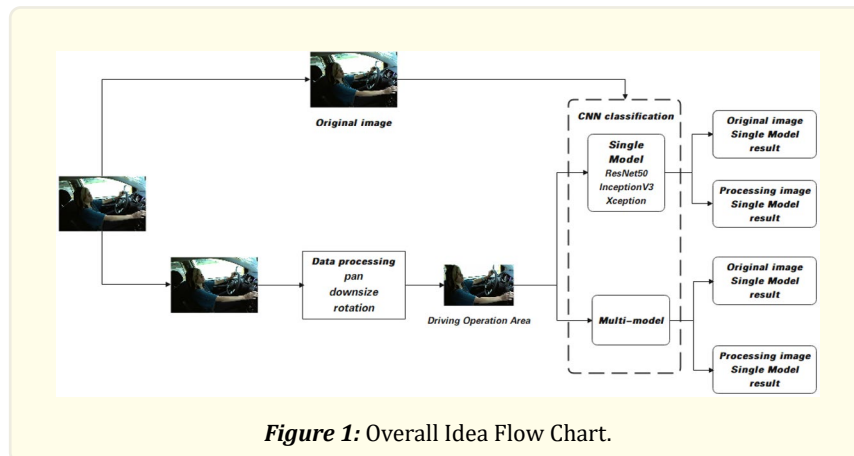 Original image
CNN classification
Single
Model
ResNet50
InceptionV3
Xception
Original image
Single Model
result
Processing image
Single Model
result
Data processing
pan
downsize
rotation
Driving Operation Area
Multi-model
Original image
Single Model
result
Processing image
Single Model
result
Figure 1: Overall Idea Flow Chart.